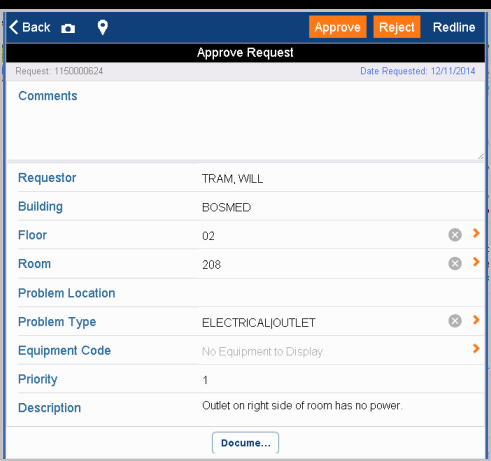 Back Approve Reject Redline
Approve Request
Request: 1150000624 Date Requested: 12/11/2014
Comments
Requestor TRAM, WILL
Building BOSMED
Floor 02
Room 208
Problem Location
Problem Type ELECTRICAL|OUTLET
Equipment Code No Equipment to Display
Priority 1
Description Outlet on right side of room has no power.
Docume...